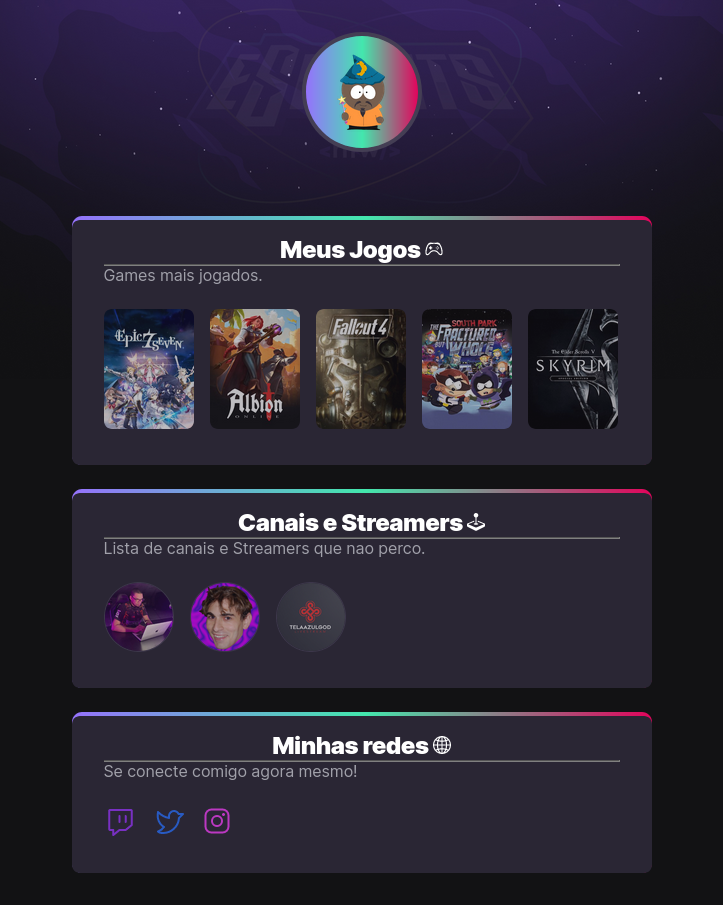 ESPORTS
<nlw/>
Meus Jogos
Games mais jogados.
Epic
7
SEVEN
Albion
ONLINE
Fallout 4
SOUTH PARK
THE
FRACTURED
BUT
WHOLE
The Elder Scrolls V
SKYRIM
Canais e Streamers
Lista de canais e Streamers que nao perco.
TELAAZULGOD
Minhas redes
Se conecte comigo agora mesmo!